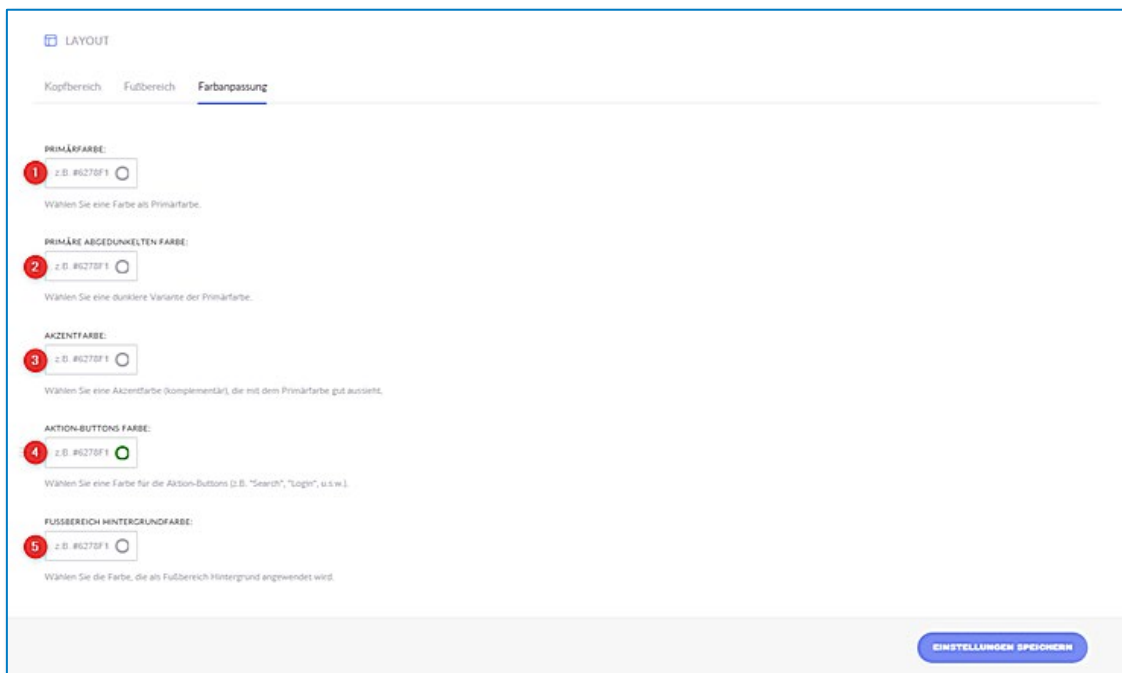 LAYOUT
Kopfbereich Fußbereich Farbanpassung
PRIMÄRFARBE:
1 z.B. #6278F1
Wählen Sie eine Farbe als Primärfarbe.
PRIMÄRE ABGEDUNKELTEN FARBE:
2 z.B. #6278F1
Wählen Sie eine dunklere Variante der Primärfarbe.
AKZENTFARBE:
3 z.B. #6278F1
Wählen Sie eine Akzentfarbe (komplementär), die mit dem Primärfarbe gut aussieht.
AKTION-BUTTONS FARBE:
4 z.B. #6278F1
Wählen Sie eine Farbe für die Aktion-Buttons (z.B. "Search", "Login", u.s.w.).
FUSSBEREICH HINTERGRUNDFARBE:
5 z.B. #6278F1
Wählen Sie die Farbe, die als Fußbereich Hintergrund angewendet wird.
EINSTELLUNGEN SPEICHERN